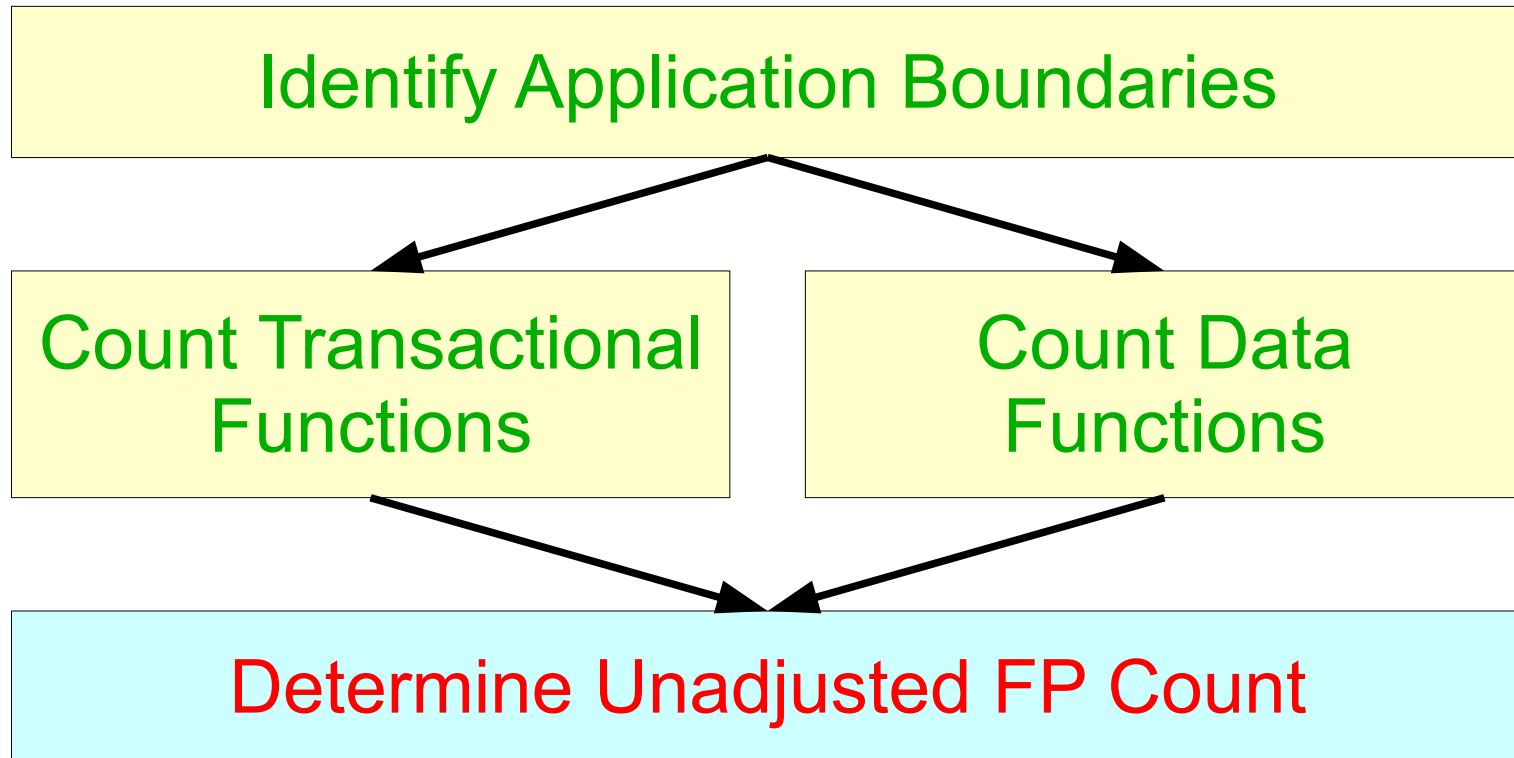 Identify Application Boundaries
Count Transactional
Functions
Count Data
Functions
Determine Unadjusted FP Count